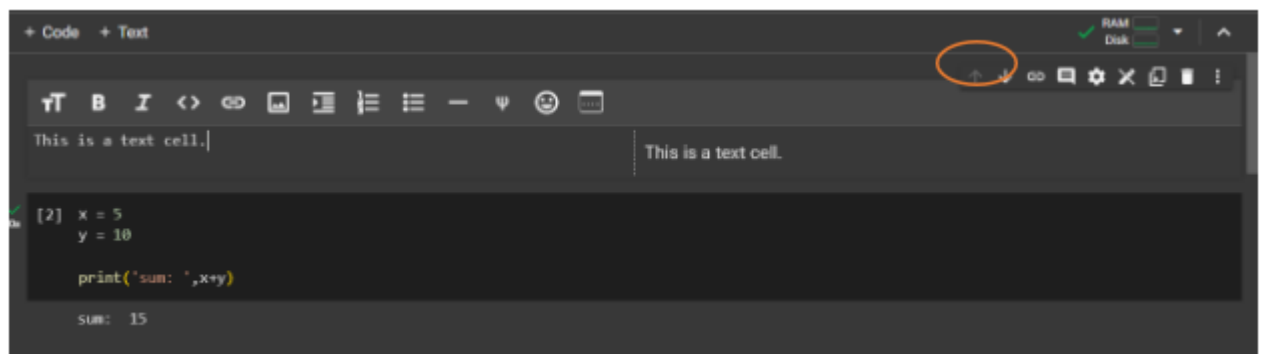 + Code + Text
RAM
Disk
This is a text cell.
This is a text cell.
[2] x = 5
y = 10
print('sum: ',x+y)
sum: 15